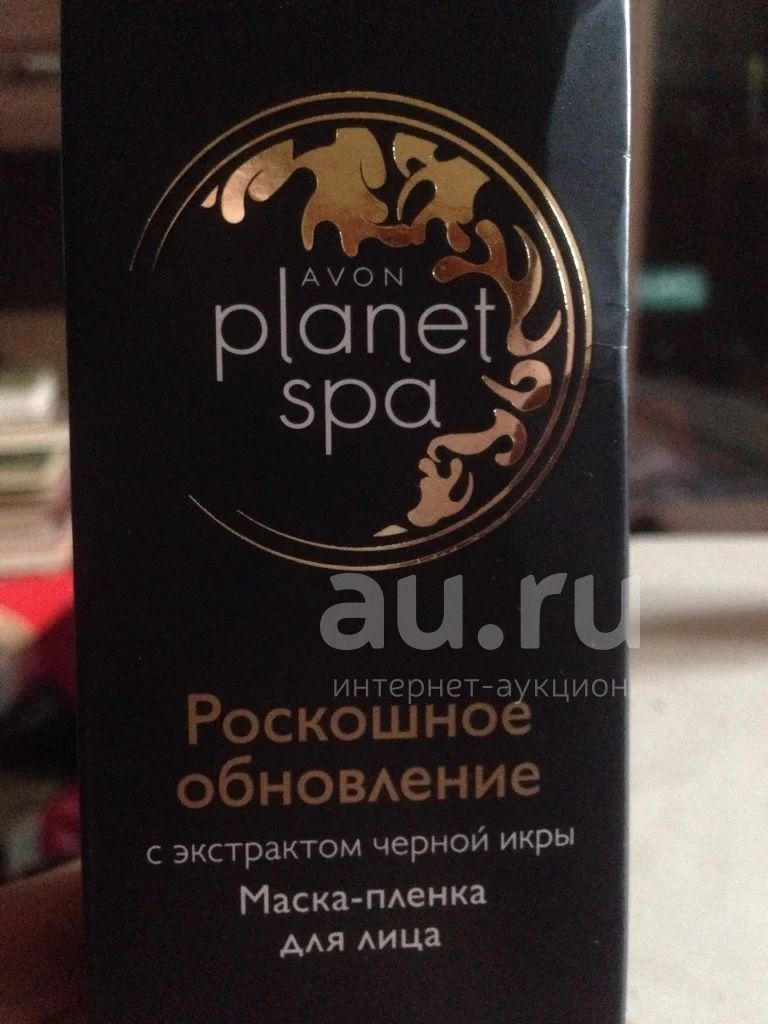 AVON
planet
spa
au.ru
интернет-аукцион
Роскошное
обновление
с экстрактом черной икры
Маска-пленка
для лица